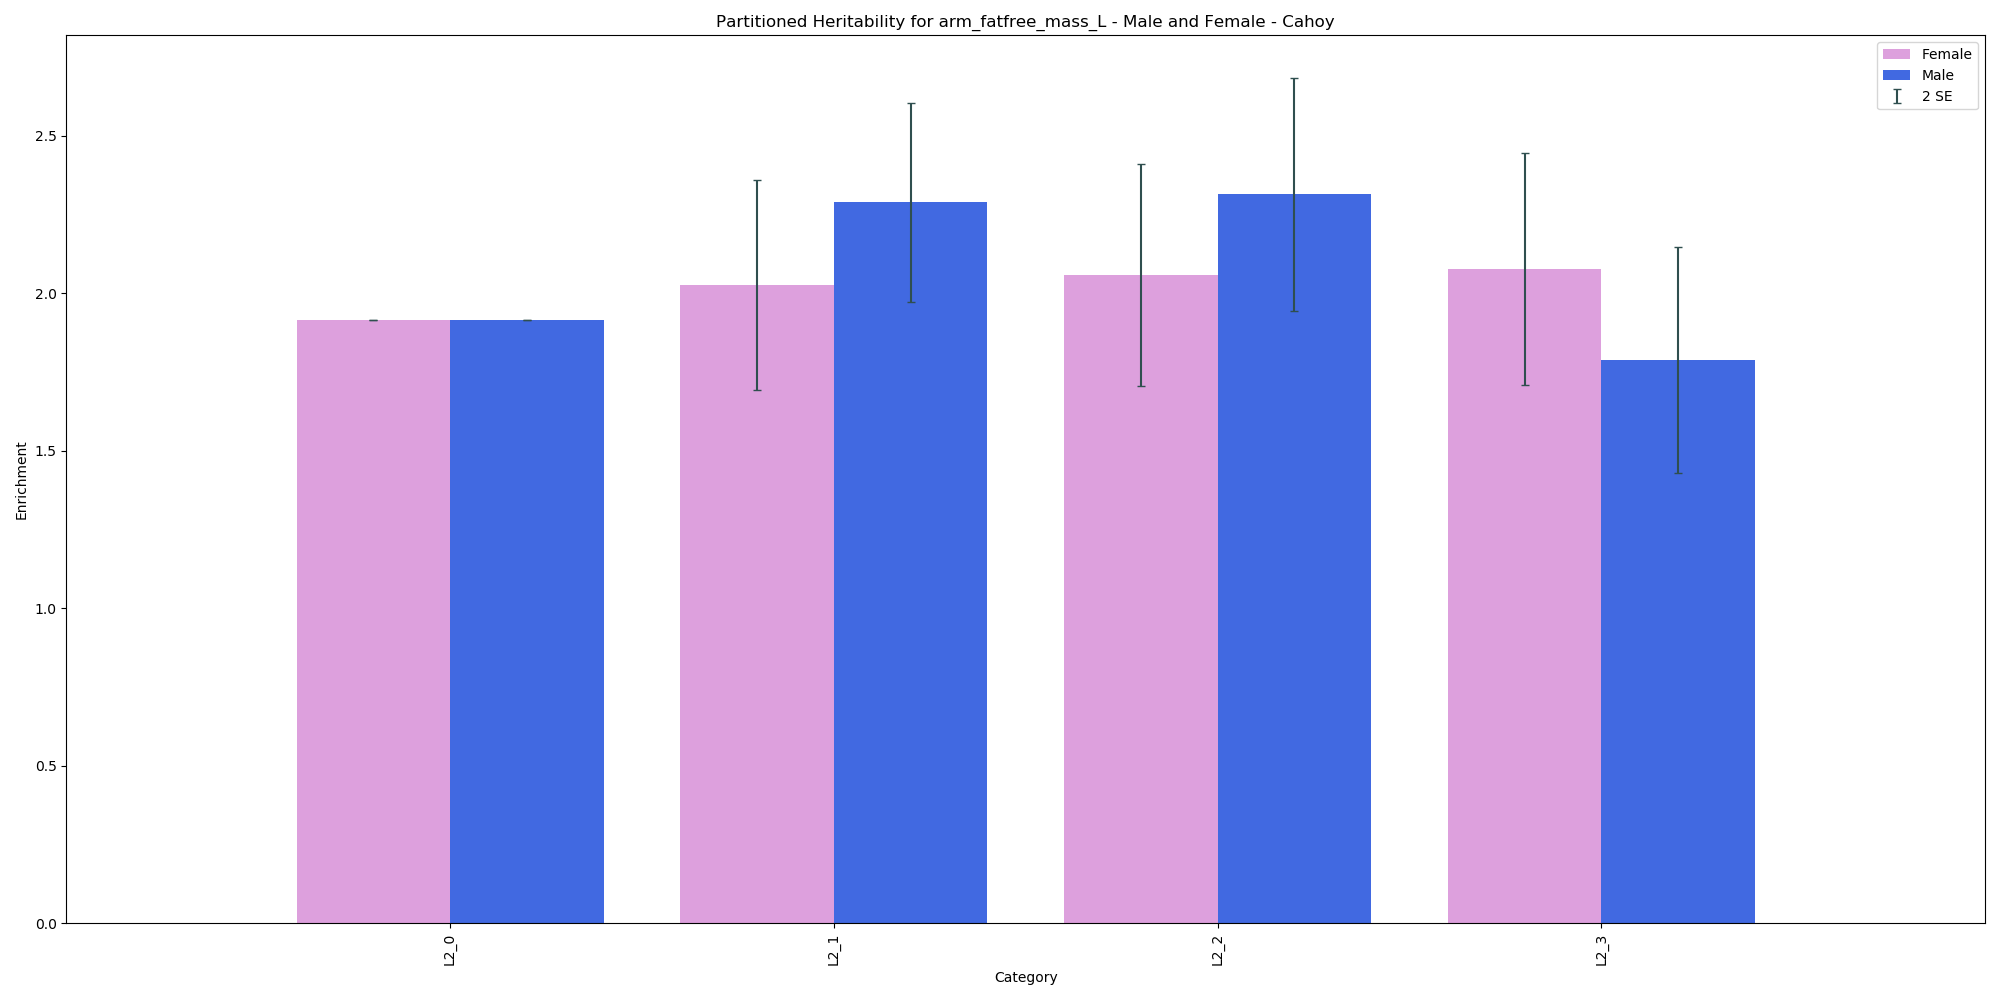 Partitioned Heritability for arm_fatfree_mass_L - Male and Female - Cahoy
Female
Male
2 SE
Enrichment
2.5
2.0
1.5
1.0
0.5
0.0
L2_0
L2_1
L2_2
L2_3
Category